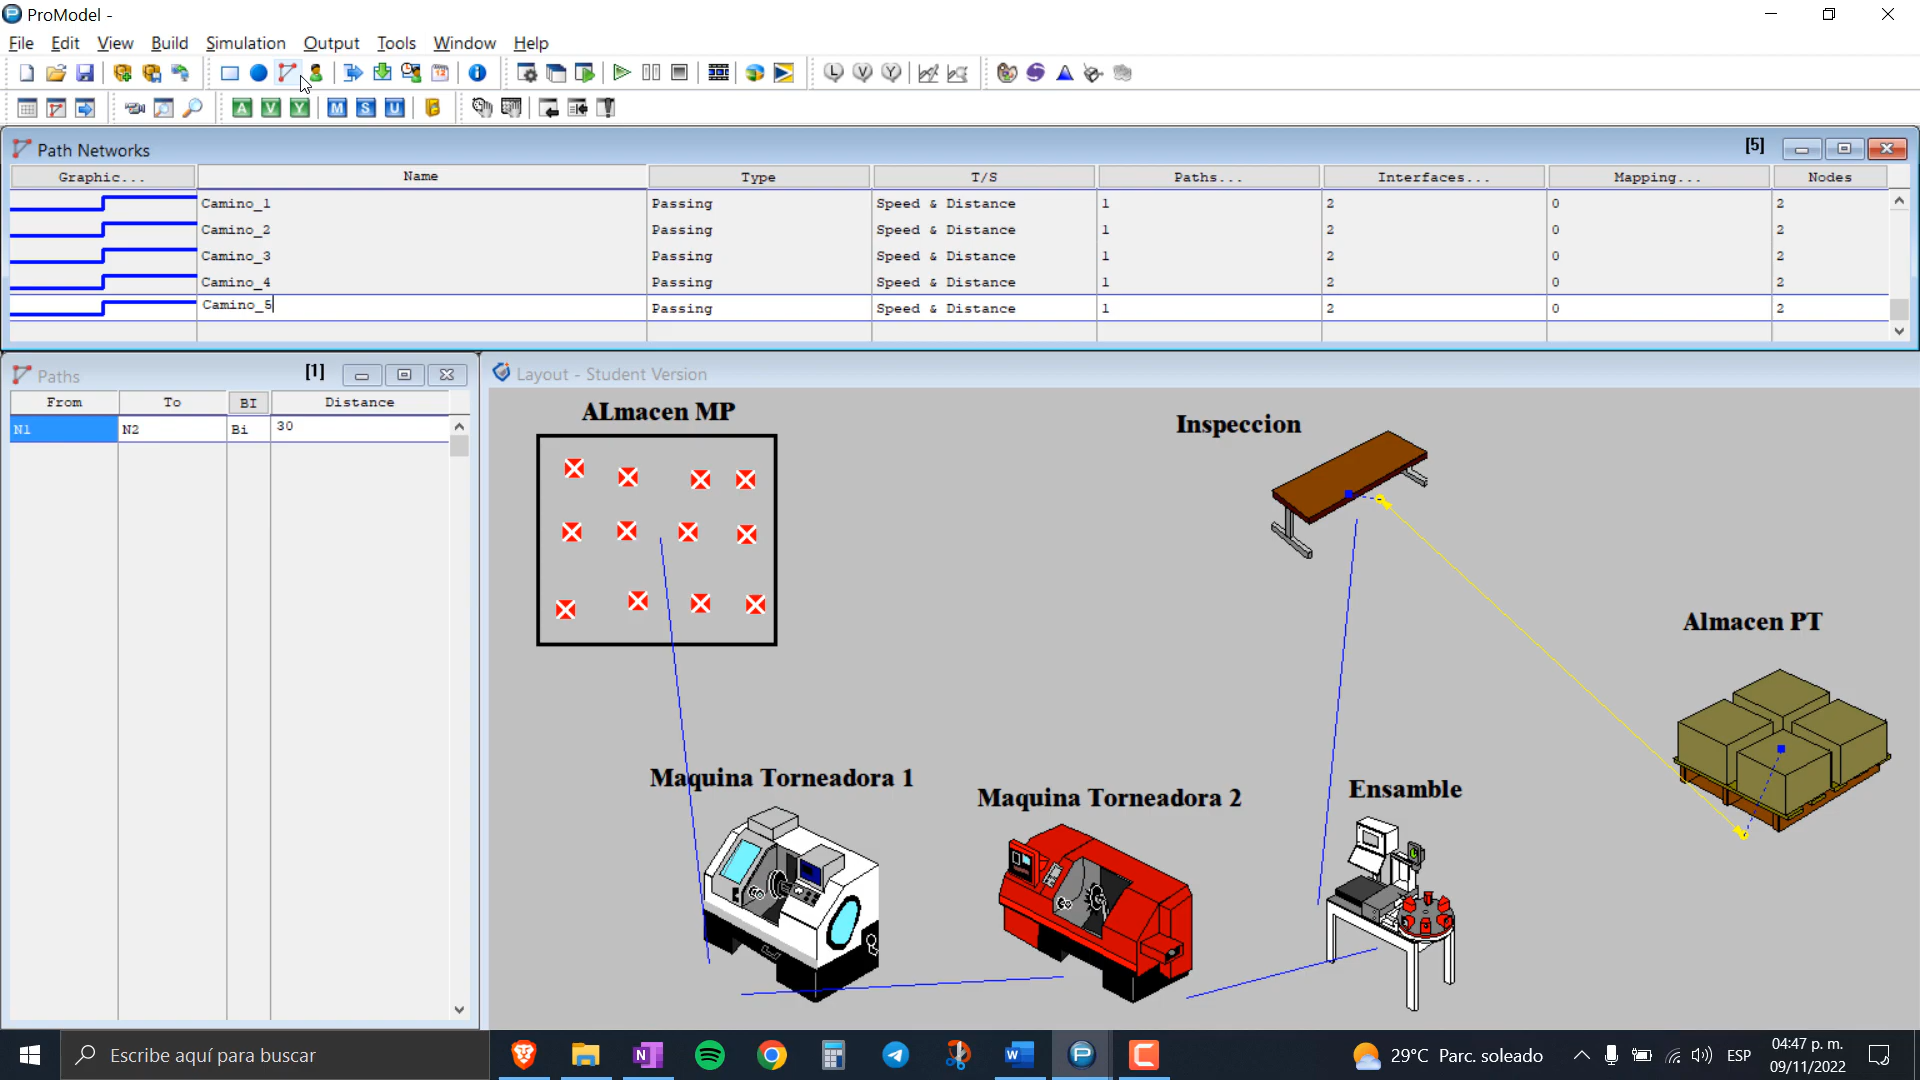 ProModel -
File Edit View Build Simulation Output Tools Window Help
L V Y
A V Y M S U
Path Networks [5]
Graphic... Name Type T/S Paths... Interfaces... Mapping... Nodes
Camino_1 Passing Speed & Distance 1 2 0 2
Camino_2 Passing Speed & Distance 1 2 0 2
Camino_3 Passing Speed & Distance 1 2 0 2
Camino_4 Passing Speed & Distance 1 2 0 2
Camino_5 Passing Speed & Distance 1 2 0 2
Paths [1]
From To BI Distance
N1 N2 Bi 30
Layout - Student Version
ALmacen MP
Inspeccion
Almacen PT
Maquina Torneadora 1
Maquina Torneadora 2
Ensamble
Escribe aquí para buscar
29°C Parc. soleado
ESP
04:47 p. m.
09/11/2022